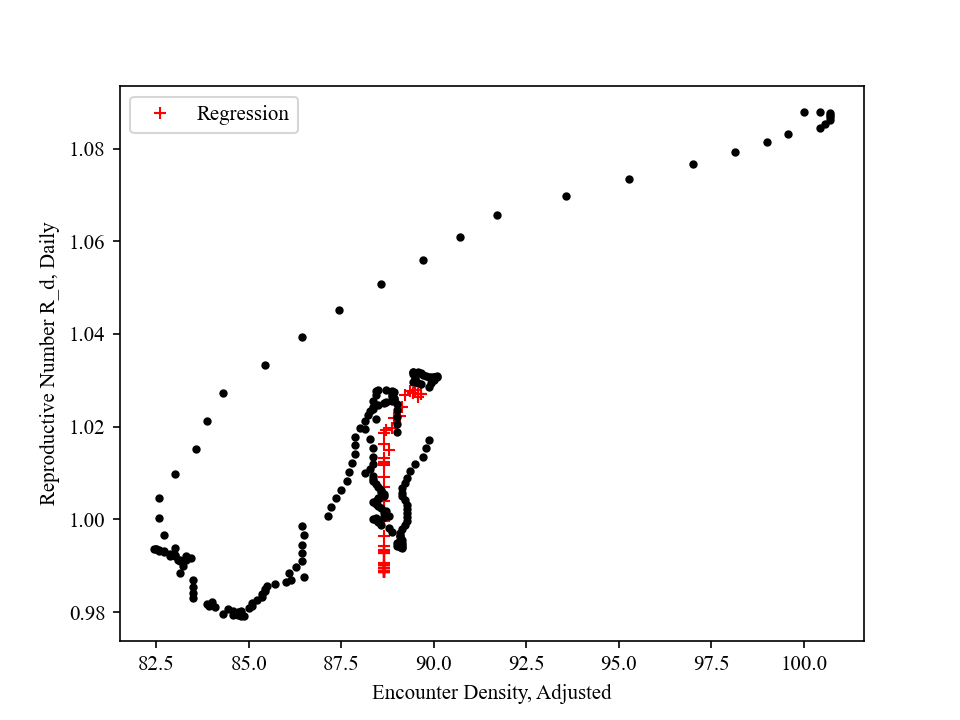 Regression
Reproductive Number R_d, Daily
1.08
1.06
1.04
1.02
1.00
0.98
82.5 85.0 87.5 90.0 92.5 95.0 97.5 100.0
Encounter Density, Adjusted